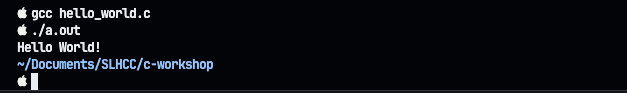 gcc hello_world.c
 ./a.out
Hello World!
~/Documents/SLHCC/c-workshop